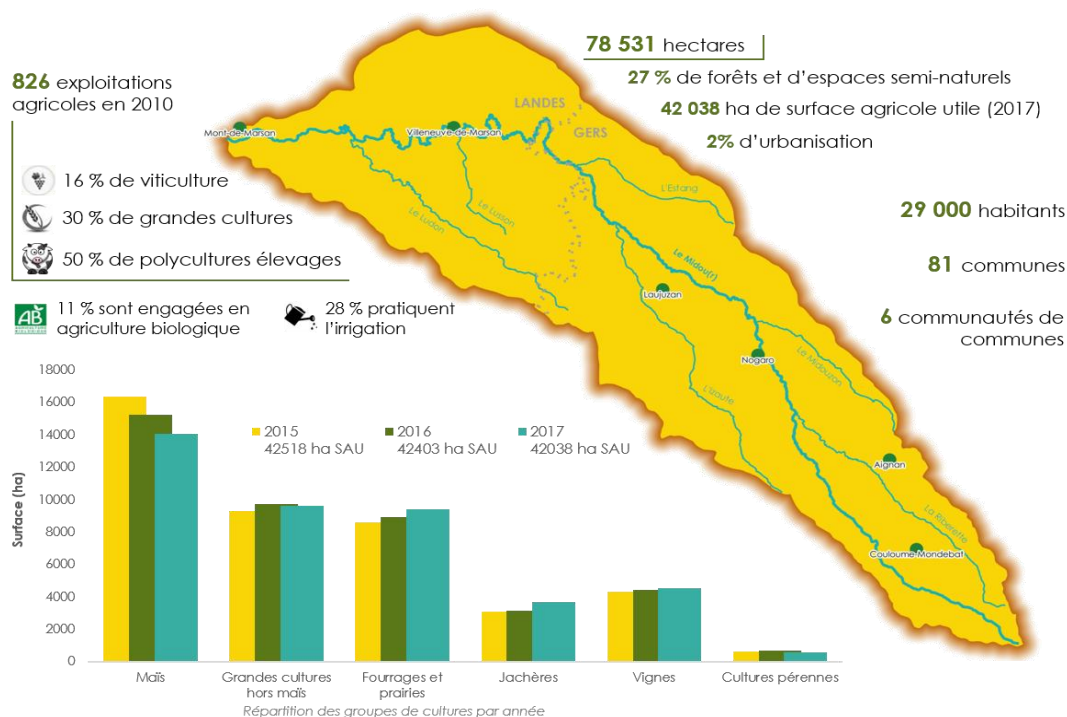 78 531 hectares
27 % de forêts et d'espaces semi-naturels
42 038 ha de surface agricole utile (2017)
2% d'urbanisation
826 exploitations
agricoles en 2010
16 % de viticulture
30 % de grandes cultures
50 % de polycultures élevages
AB
11 % sont engagées en
agriculture biologique
28 % pratiquent
l'irrigation
29 000 habitants
81 communes
6 communautés de
communes
LANDES
GERS
Mont-de-Marsan
Villeneuve-de-Marsan
L'Estang
Le Ludon
Le Lusson
Le Midou(r)
Laujuzan
Nogaro
Le Midouzon
L'Izaute
Aignan
La Riberette
Couloume-Mondebat
18000
16000
14000
12000
10000
8000
6000
4000
2000
0
Surface (ha)
2015
42518 ha SAU
2016
42403 ha SAU
2017
42038 ha SAU
Maïs
Grandes cultures
hors maïs
Fourrages et
prairies
Jachères
Vignes
Cultures pérennes
Répartition des groupes de cultures par année